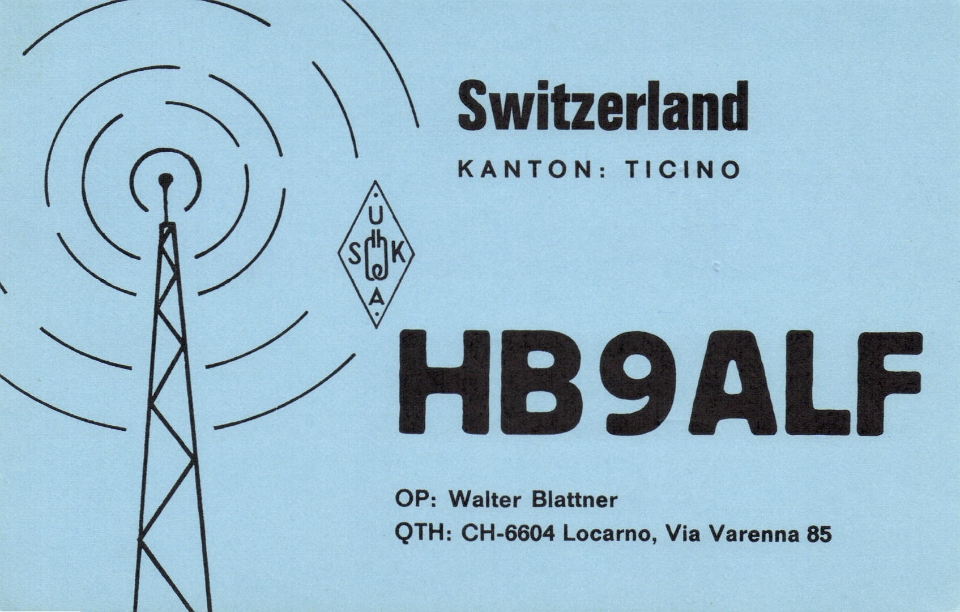 Switzerland
KANTON: TICINO
U
S K
A
HB9ALF
OP: Walter Blattner
QTH: CH-6604 Locarno, Via Varenna 85